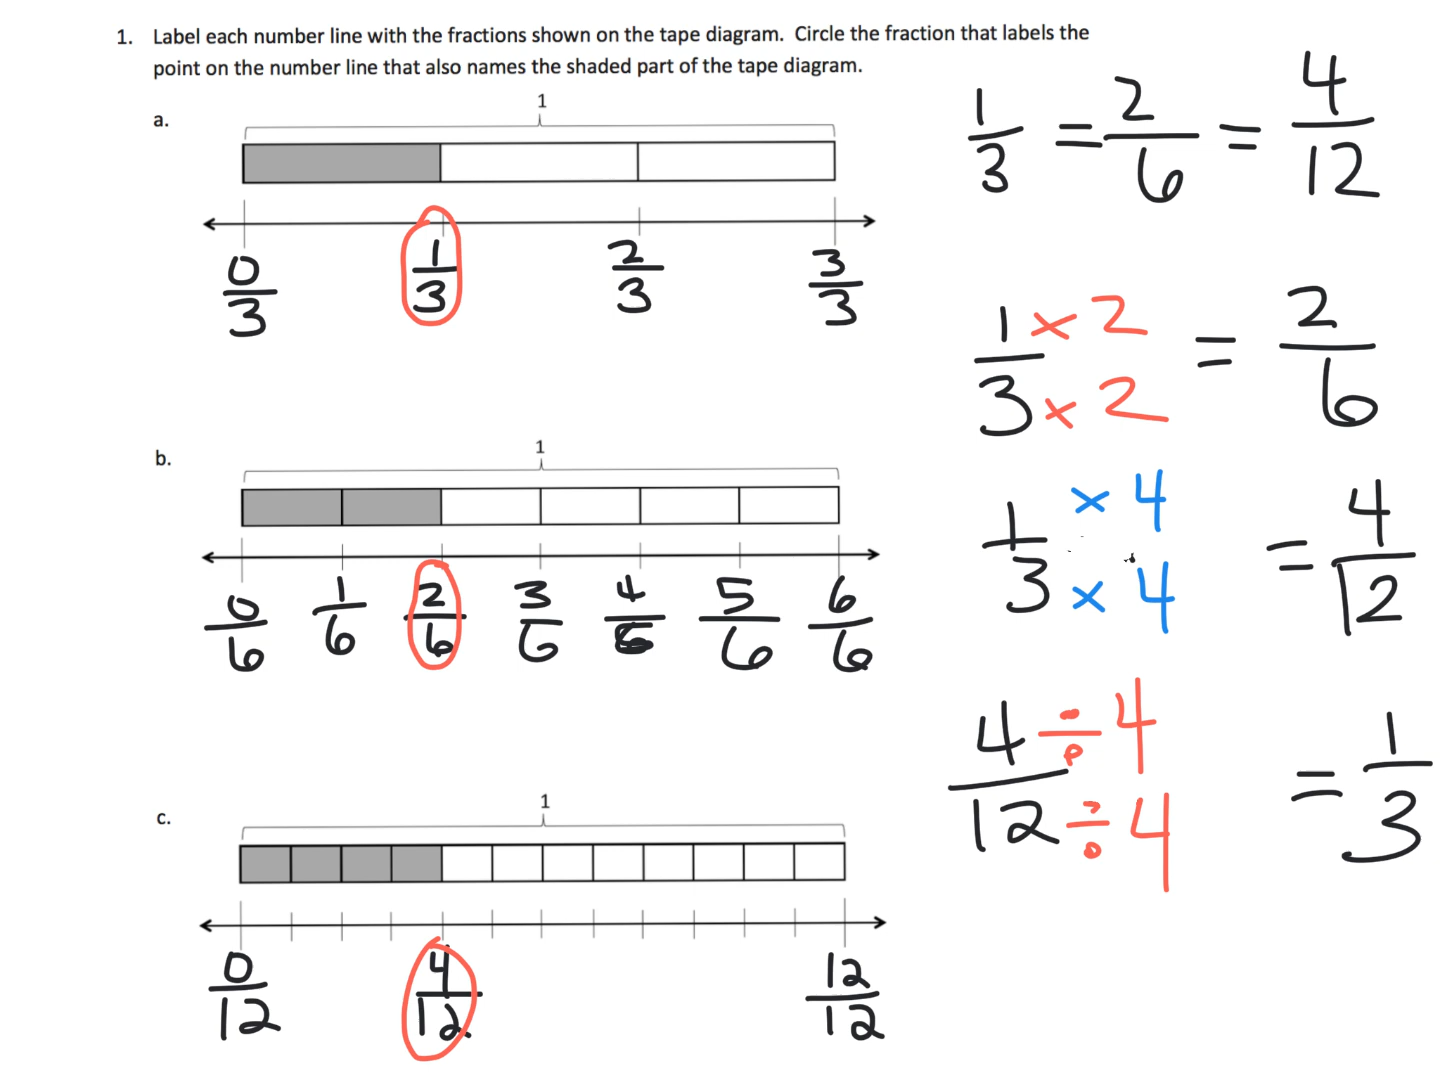 1. Label each number line with the fractions shown on the tape diagram. Circle the fraction that labels the
point on the number line that also names the shaded part of the tape diagram.
a.
1
0/3 1/3 2/3 3/3
b.
1
0/6 1/6 2/6 3/6 4/6 5/6 6/6
c.
1
0/12 4/12 12/12
1/3 = 2/6 = 4/12
1 × 2 / 3 × 2 = 2/6
1 × 4 / 3 × 4 = 4/12
4 ÷ 4 / 12 ÷ 4 = 1/3